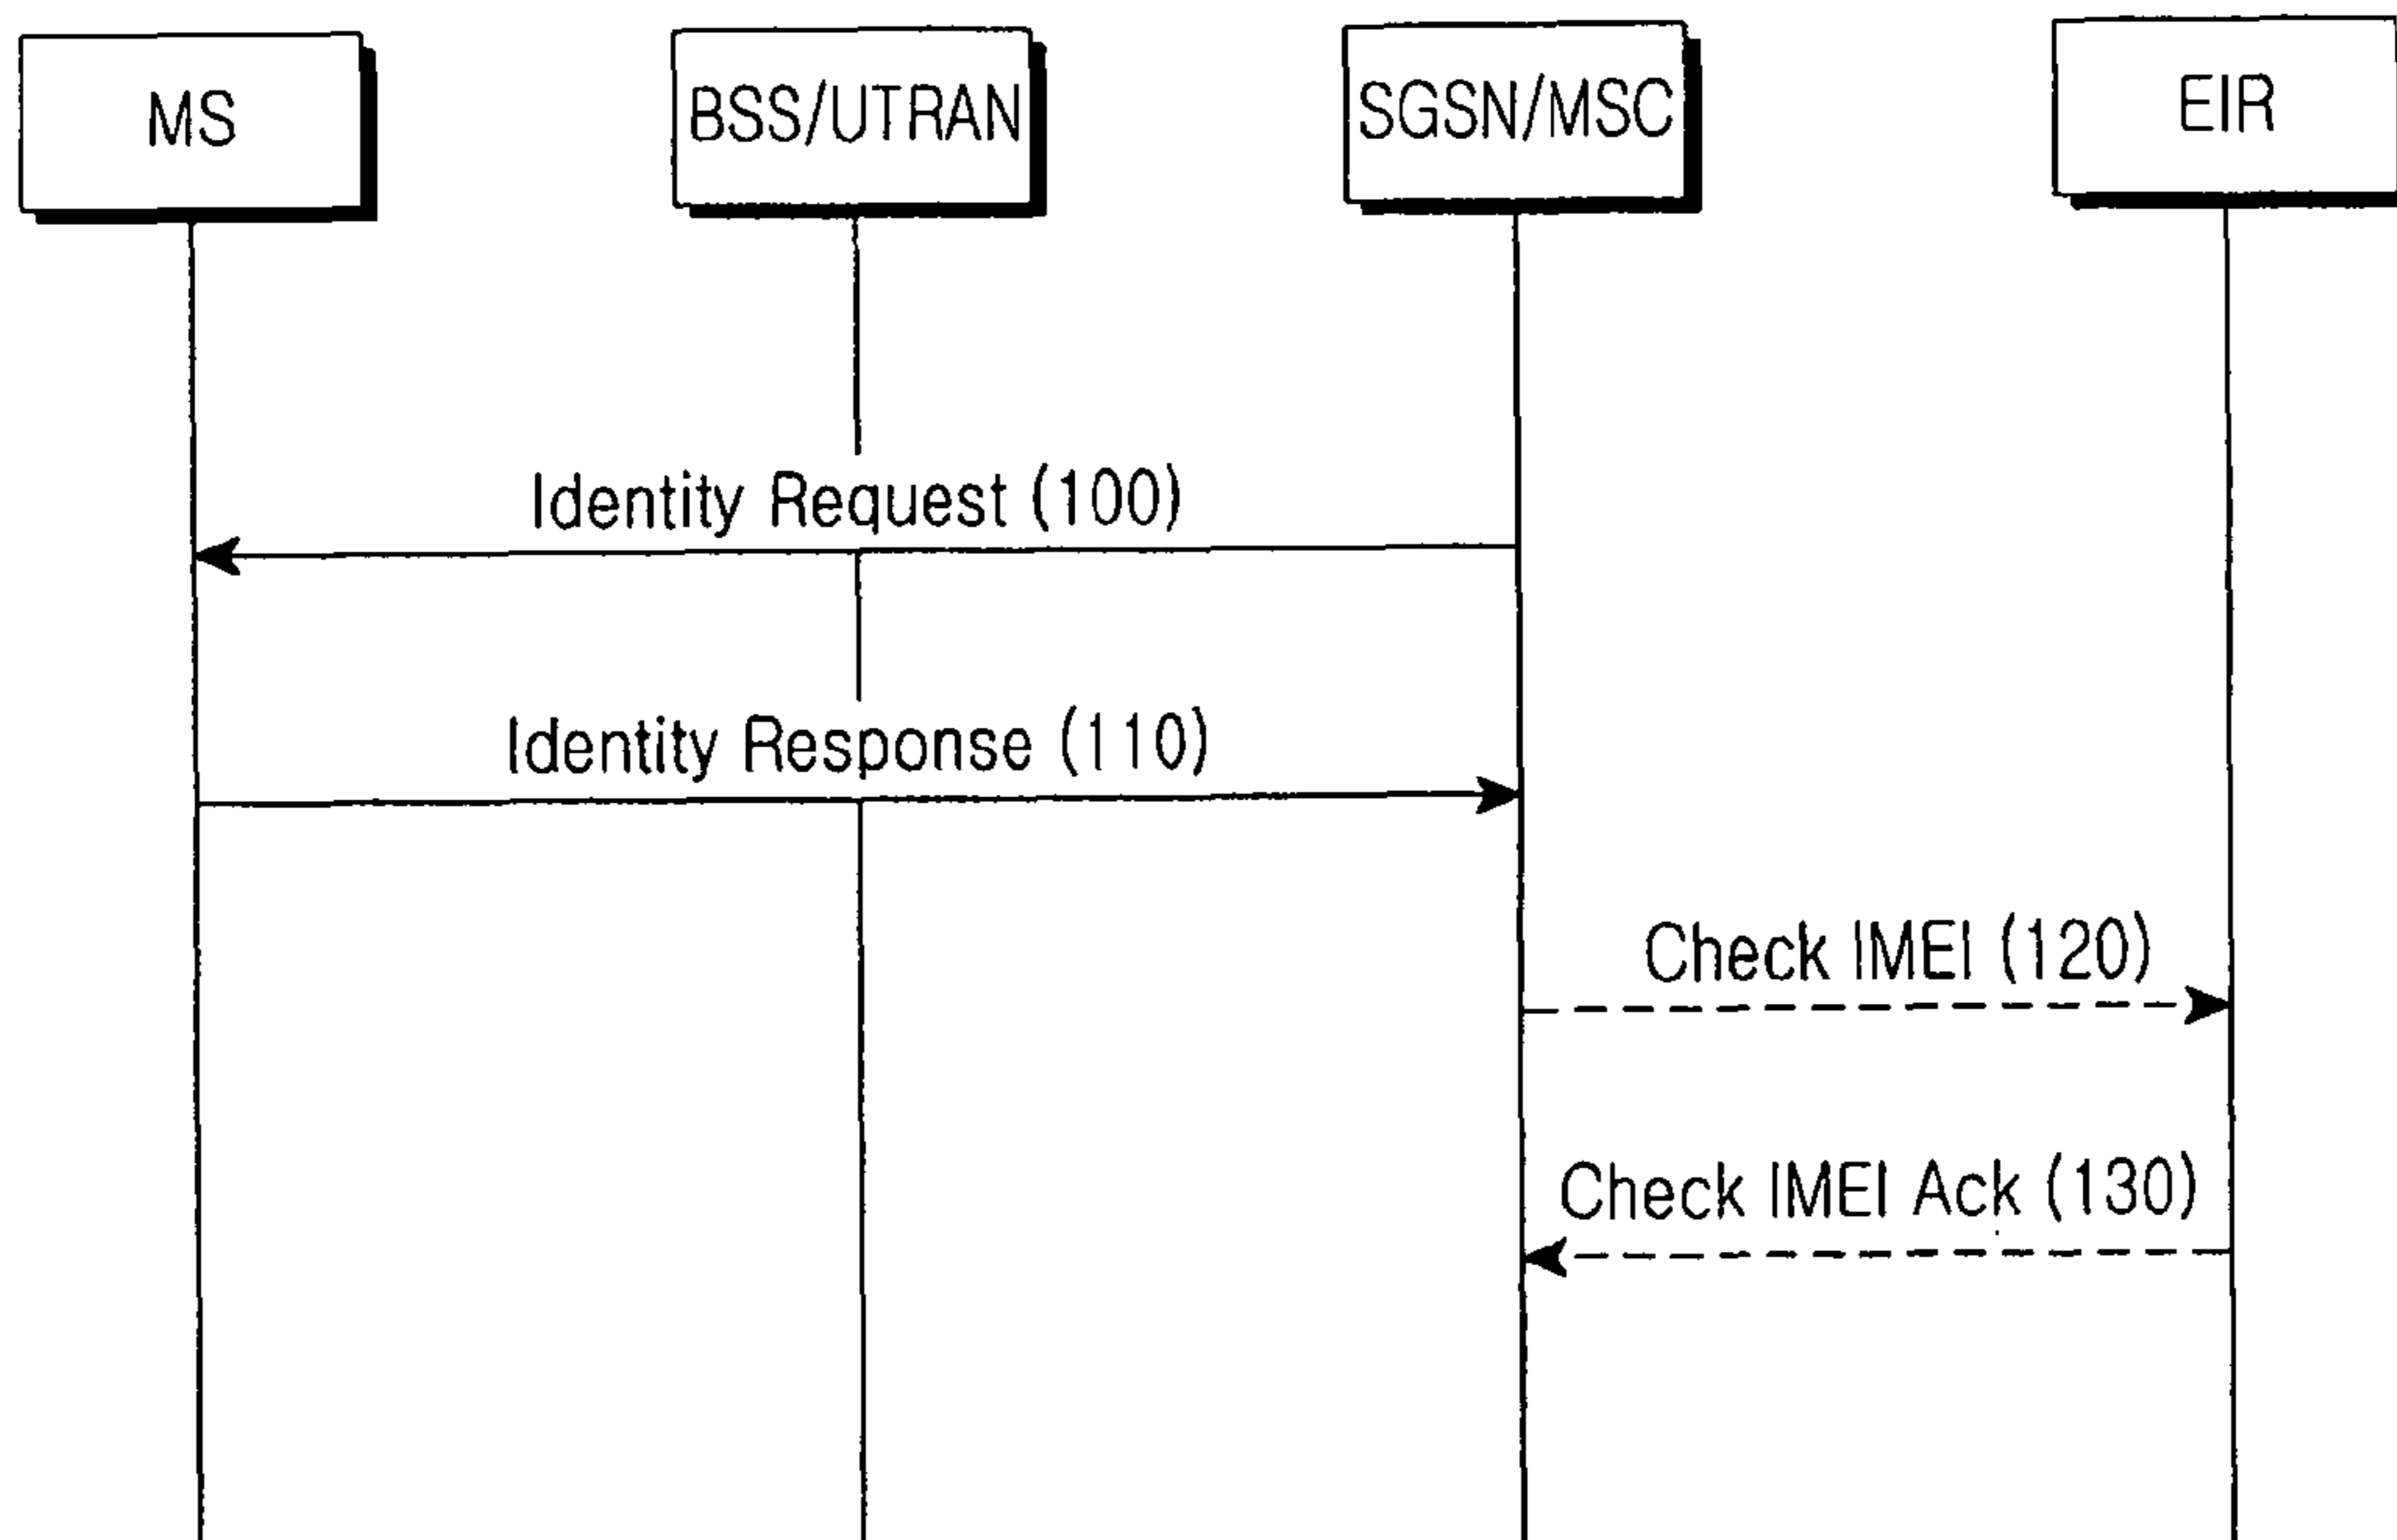 MS
BSS/UTRAN
SGSN/MSC
EIR
Identity Request (100)
Identity Response (110)
Check IMEI (120)
Check IMEI Ack (130)